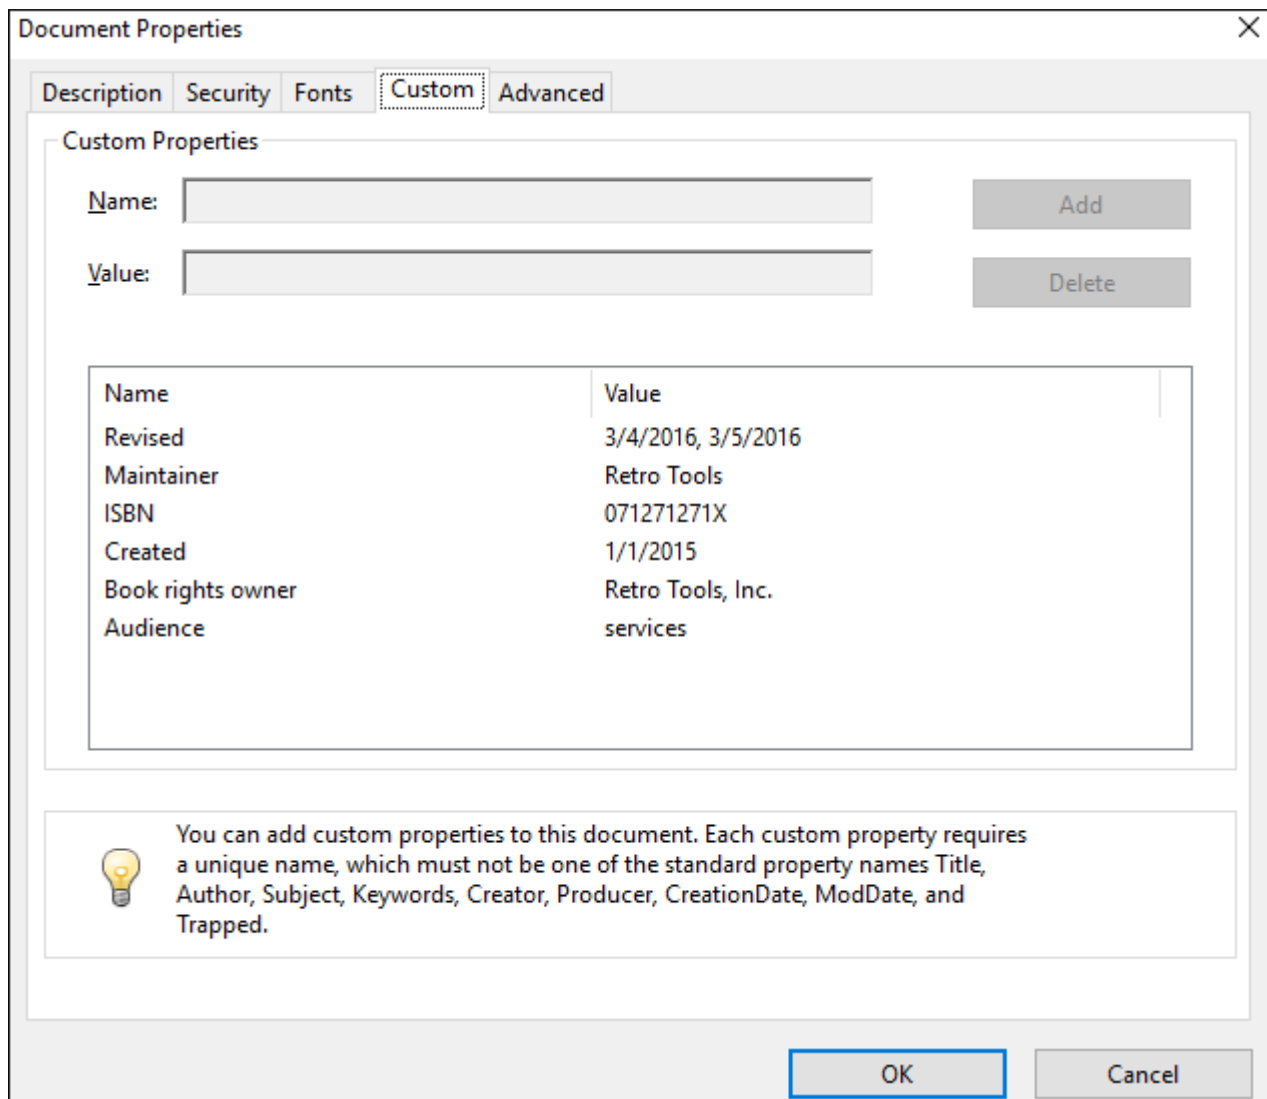 Document Properties
Description Security Fonts Custom Advanced
Custom Properties
Name:
Add
Value:
Delete
Name Value
Revised 3/4/2016, 3/5/2016
Maintainer Retro Tools
ISBN 071271271X
Created 1/1/2015
Book rights owner Retro Tools, Inc.
Audience services
You can add custom properties to this document. Each custom property requires
a unique name, which must not be one of the standard property names Title,
Author, Subject, Keywords, Creator, Producer, CreationDate, ModDate, and
Trapped.
OK Cancel